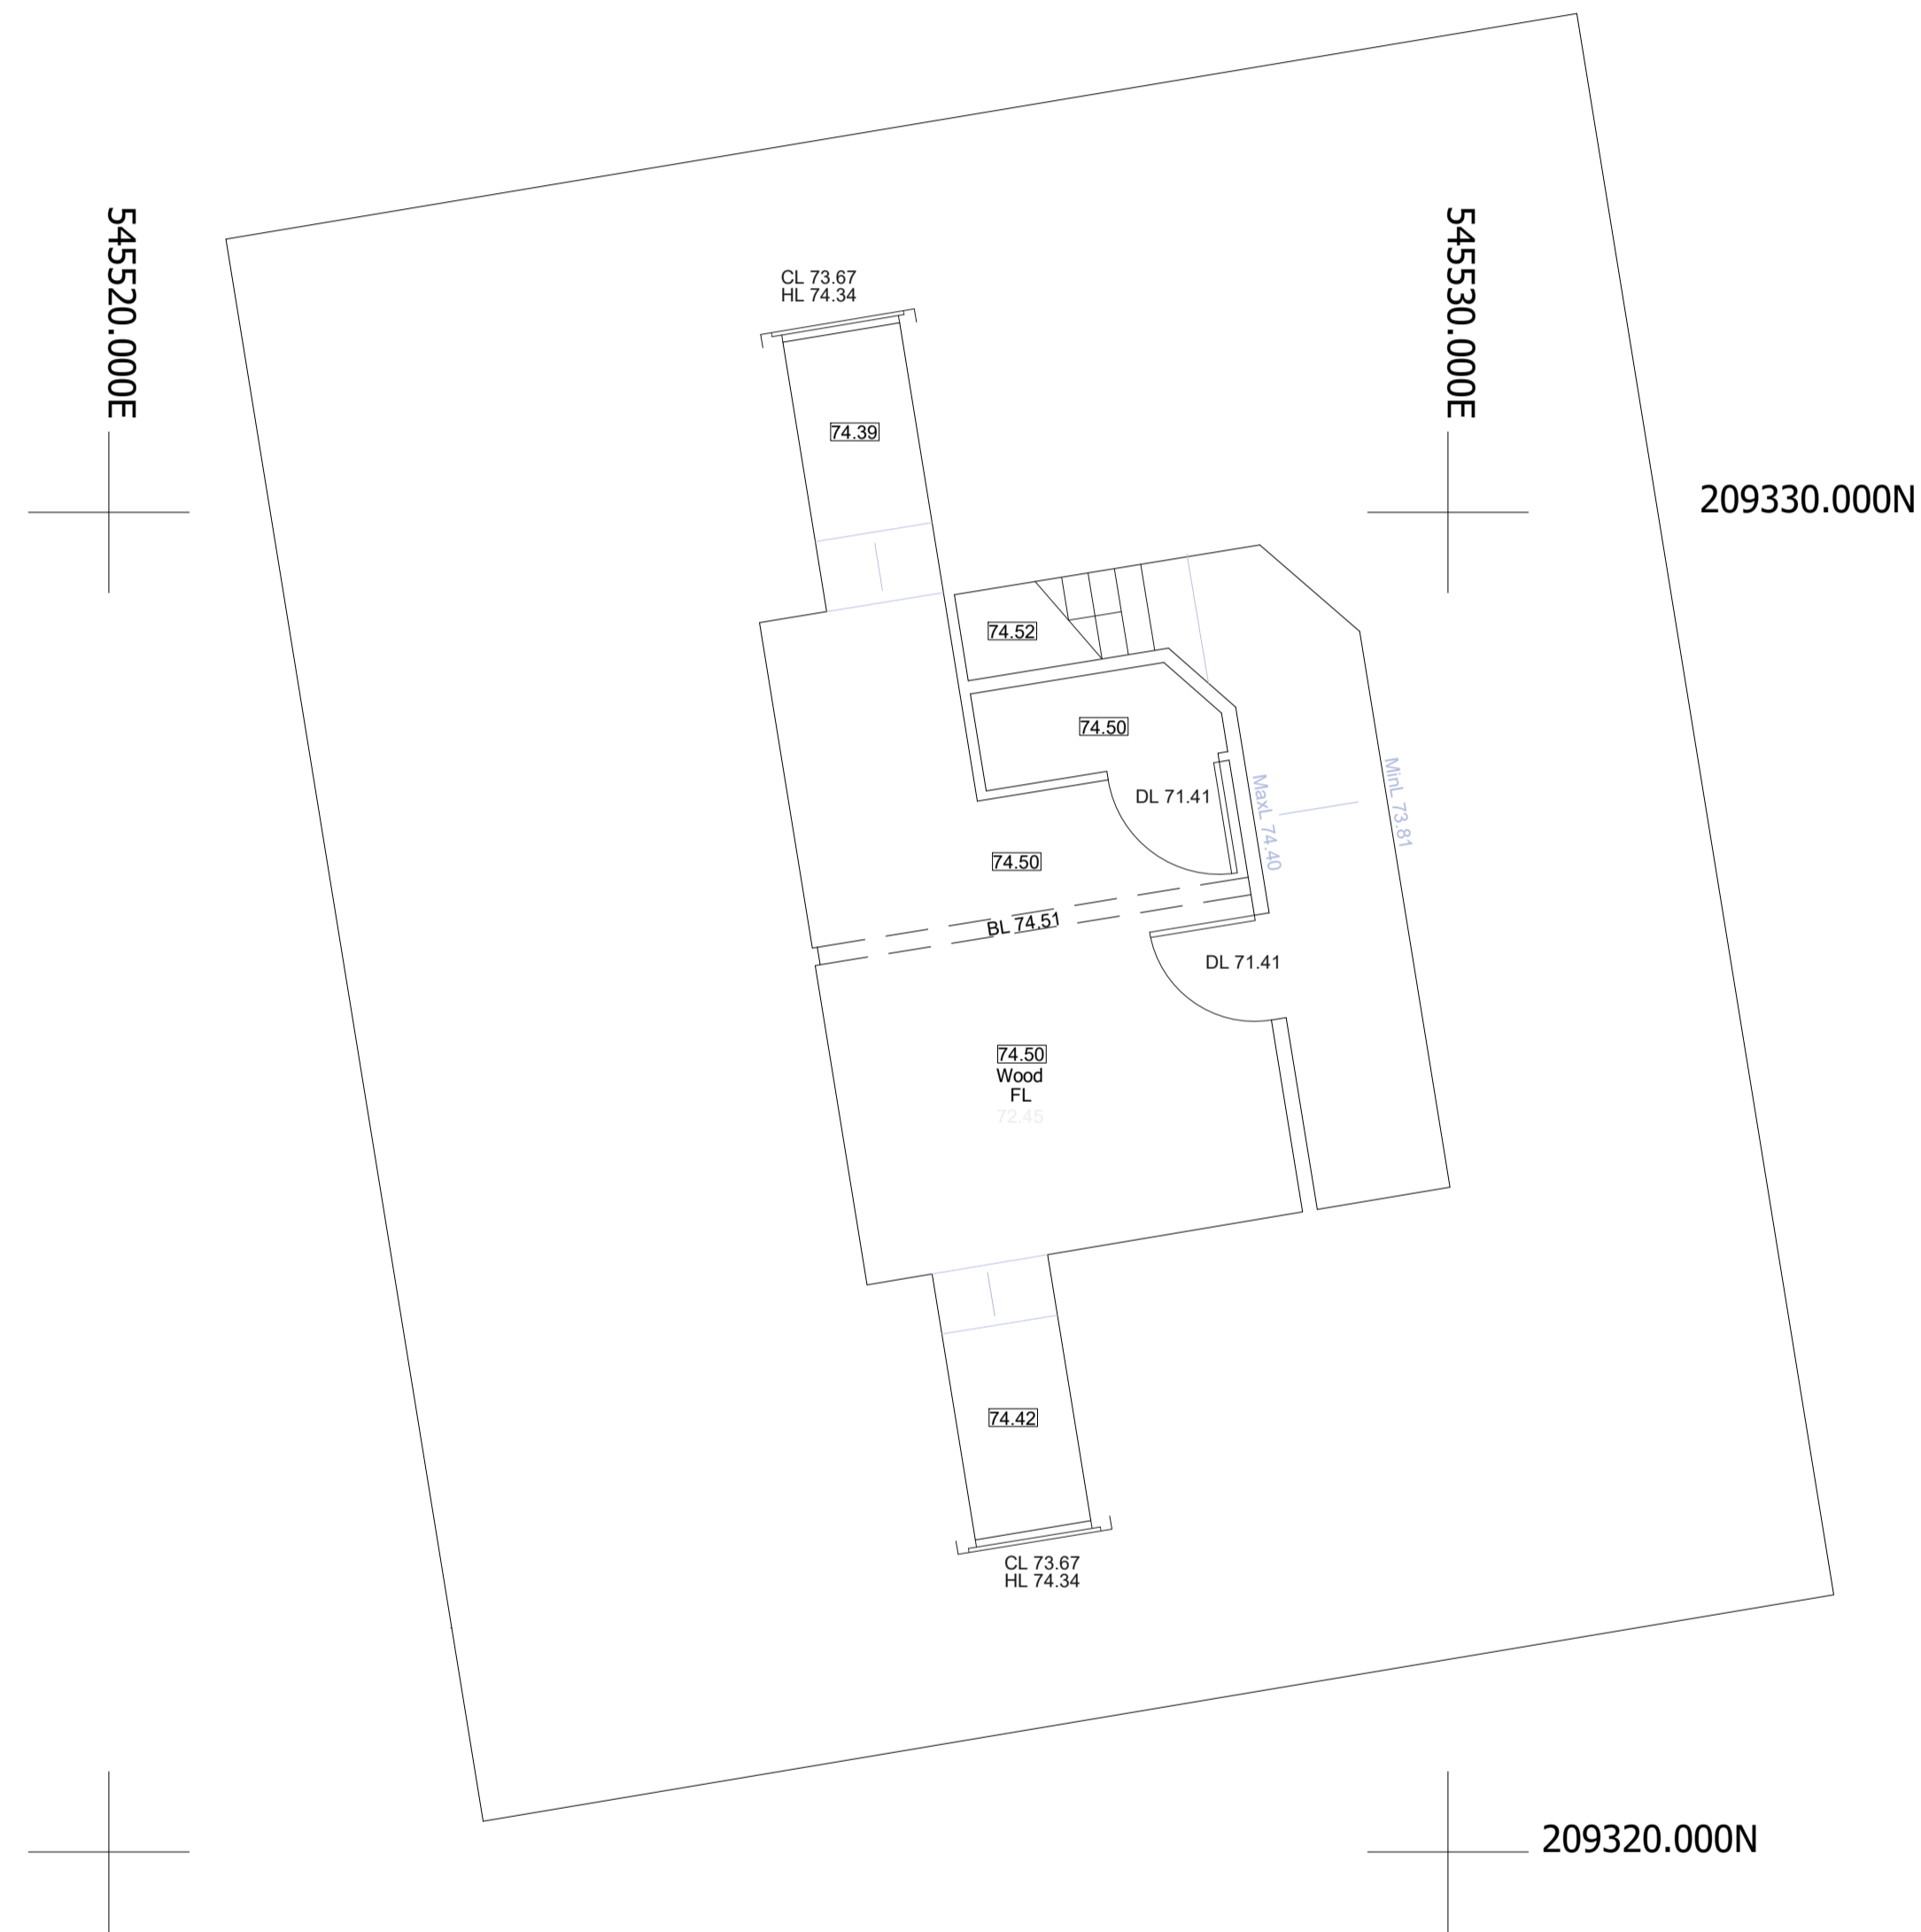 545520.000E
545530.000E
CL 73.67
HL 74.34
74.39
209330.000N
74.52
74.50
DL 71.41
MaxL 74.40
MinL 73.81
74.50
BL 74.51
DL 71.41
74.50
Wood
FL
72.45
74.42
CL 73.67
HL 74.34
209320.000N